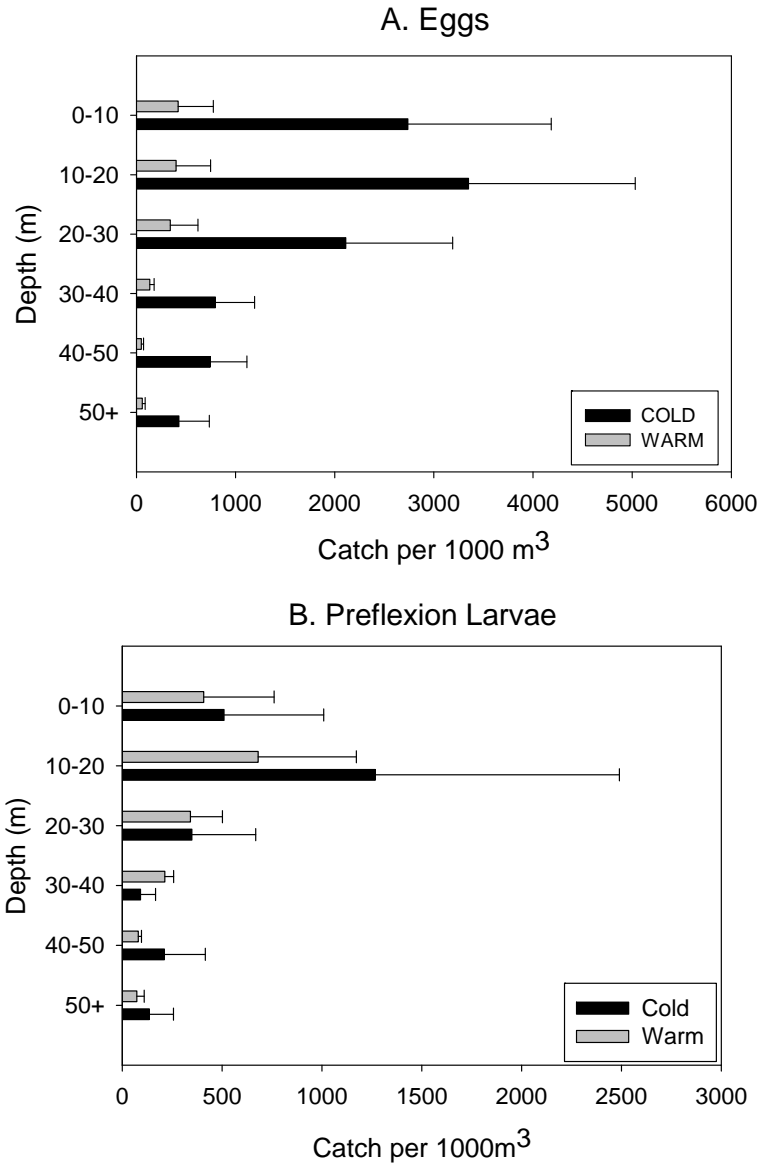 A. Eggs
Depth (m)
0-10
10-20
20-30
30-40
40-50
50+
COLD
WARM
0 1000 2000 3000 4000 5000 6000
Catch per 1000 m³
B. Preflexion Larvae
Depth (m)
0-10
10-20
20-30
30-40
40-50
50+
Cold
Warm
0 500 1000 1500 2000 2500 3000
Catch per 1000m³